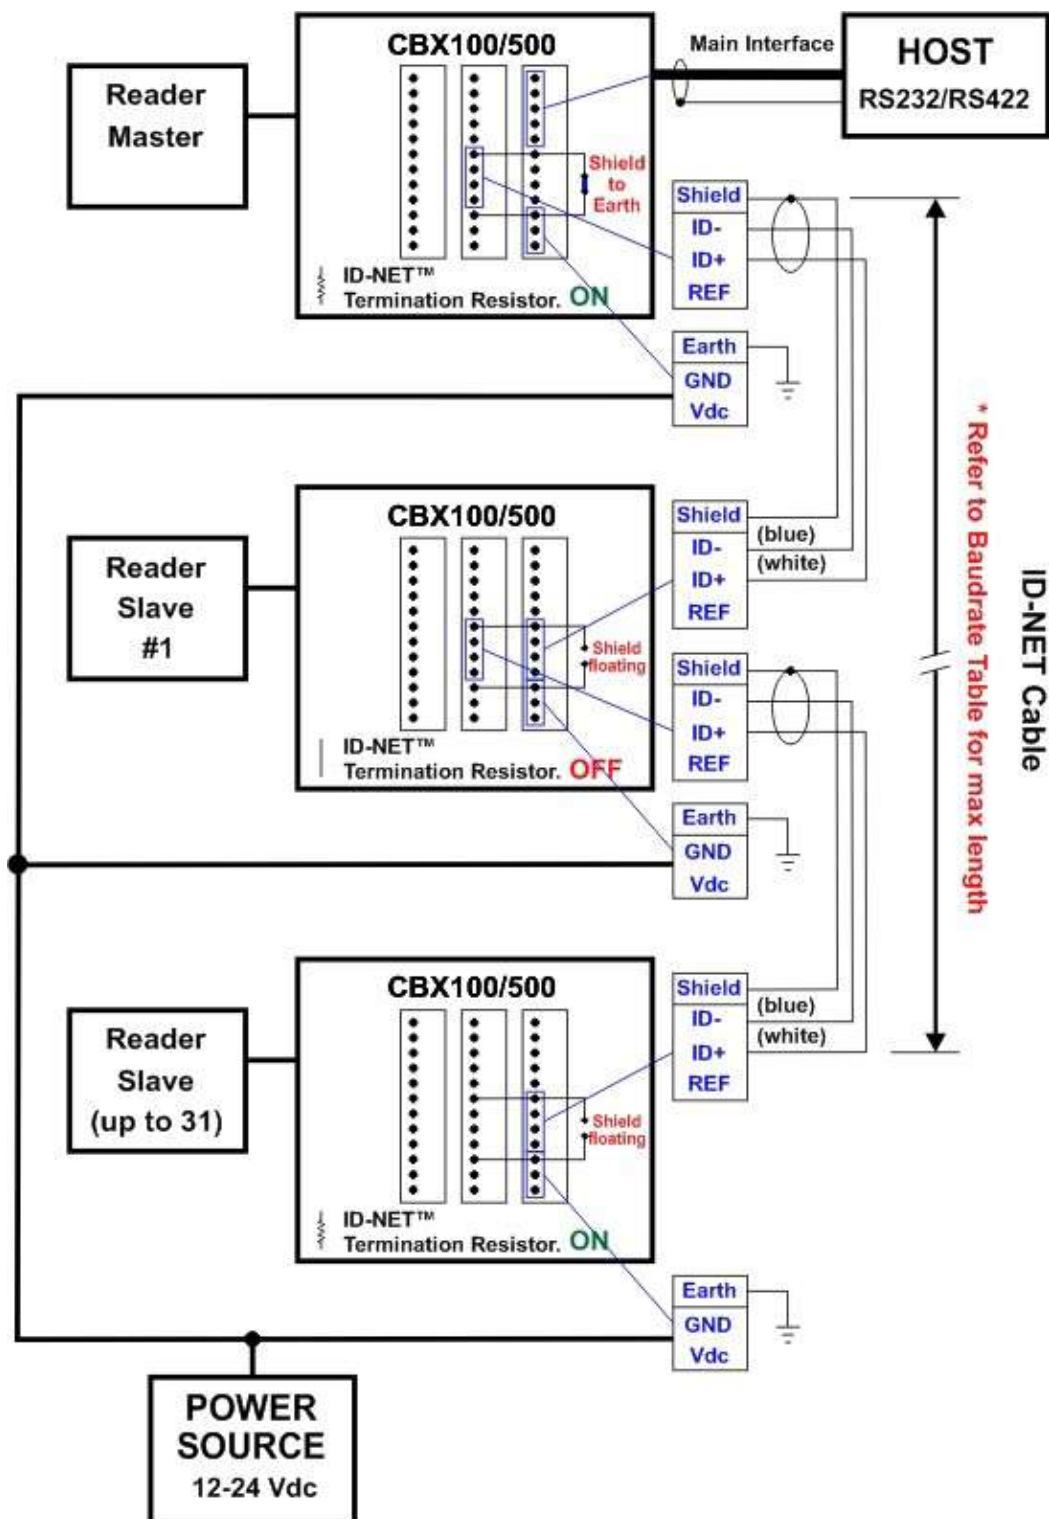 CBX100/500
Main Interface
HOST
RS232/RS422
Reader
Master
Shield
to
Earth
Shield
ID-
ID+
REF
ID-NET™
Termination Resistor. ON
Earth
GND
Vdc
CBX100/500
Reader
Slave
#1
Shield
(blue)
ID-
(white)
ID+
REF
Shield
floating
Shield
ID-
ID+
REF
ID-NET™
Termination Resistor. OFF
Earth
GND
Vdc
* Refer to Baudrate Table for max length
ID-NET Cable
CBX100/500
Reader
Slave
(up to 31)
Shield
(blue)
ID-
(white)
ID+
REF
Shield
floating
ID-NET™
Termination Resistor. ON
Earth
GND
Vdc
POWER
SOURCE
12-24 Vdc